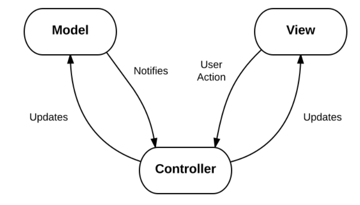 Model
View
Notifies
User
Action
Updates
Updates
Controller